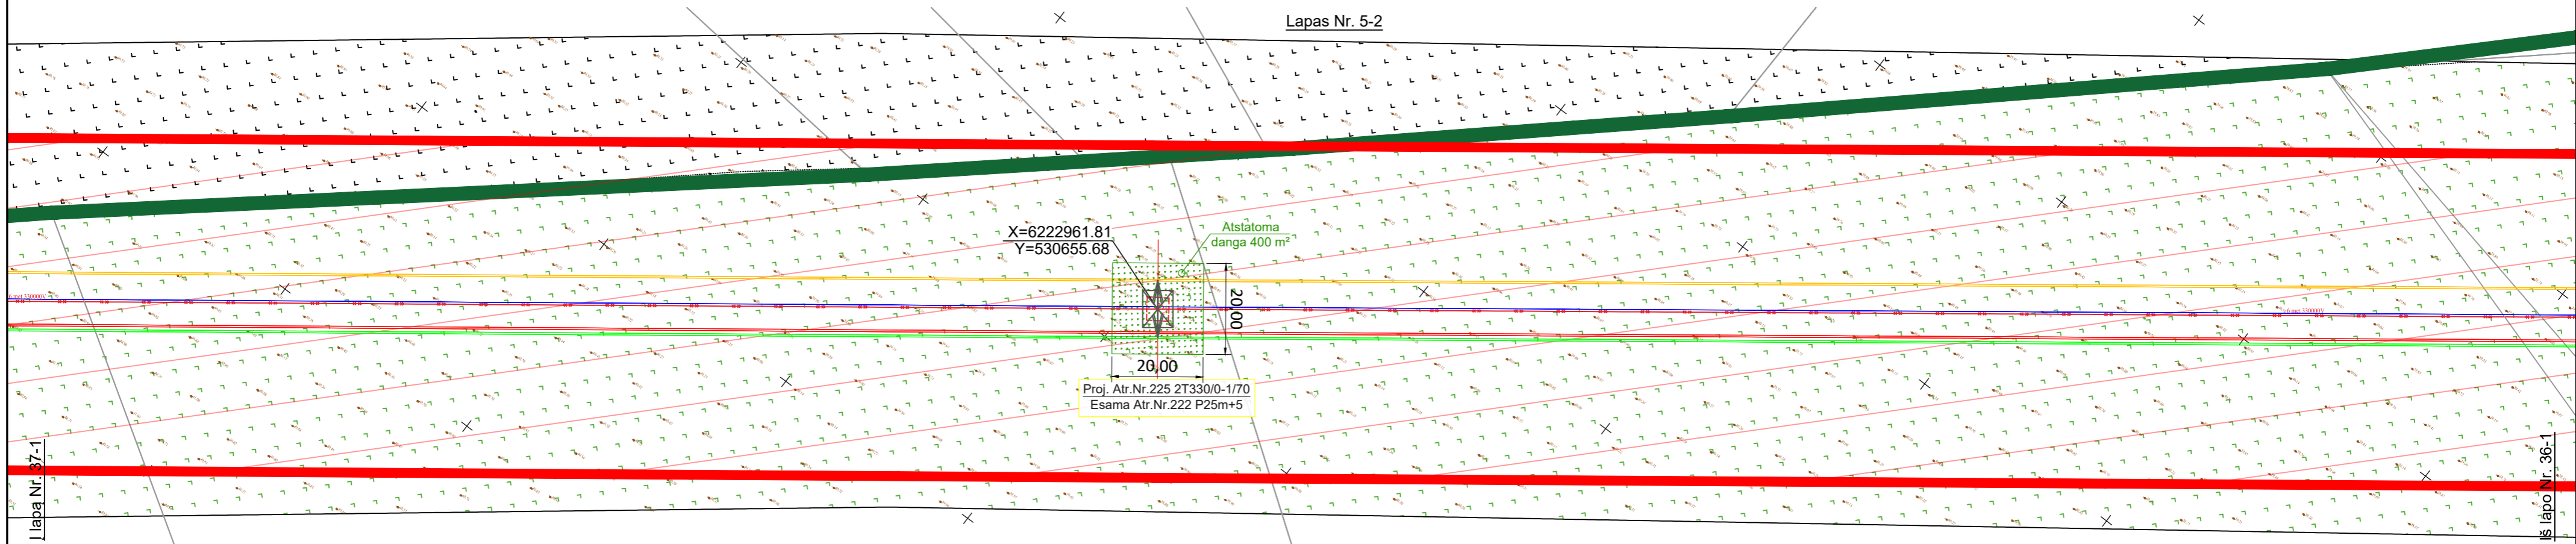 Lapas Nr. 5-2
X=6222961.81
Y=530655.68
Atstatoma
danga 400 m²
20.00
20.00
Proj. Atr.Nr.225 2T330/0-1/70
Esama Atr.Nr.222 P25m+5
Į lapa Nr. 37-1
Iš lapo Nr. 36-1